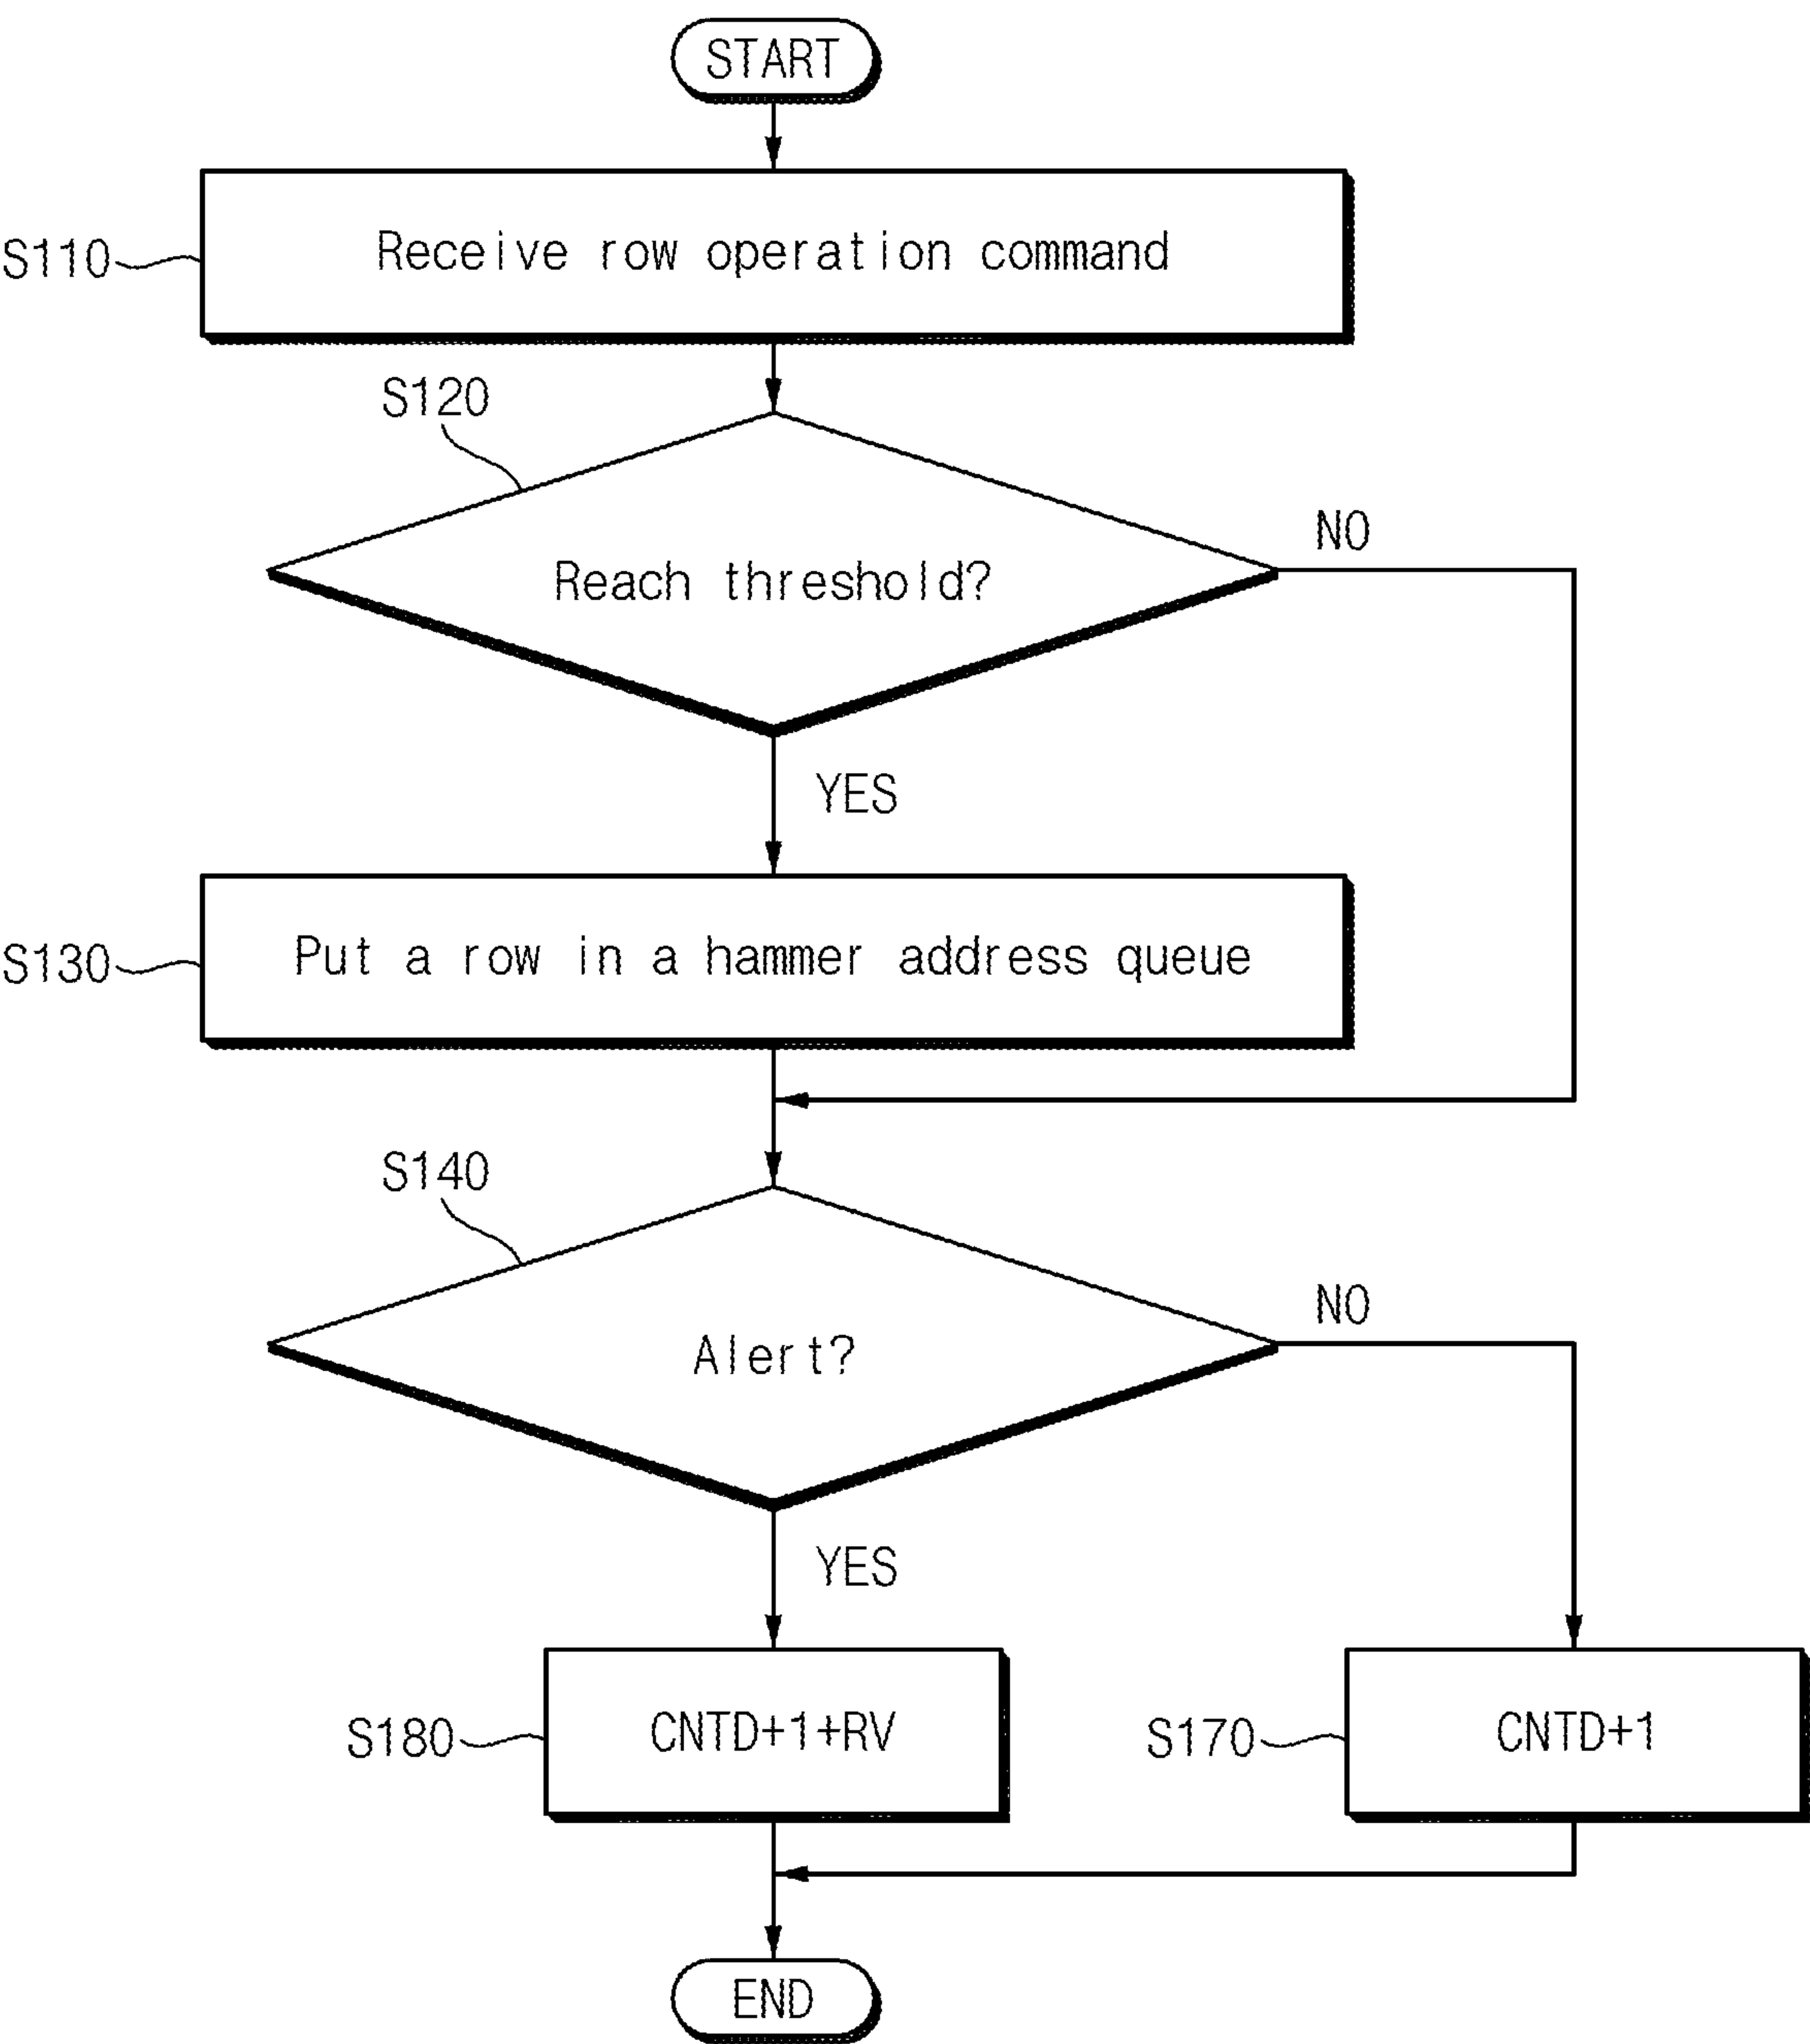 START
S110
Receive row operation command
S120
Reach threshold?
NO
YES
S130
Put a row in a hammer address queue
S140
Alert?
NO
YES
S180
CNTD+1+RV
S170
CNTD+1
END